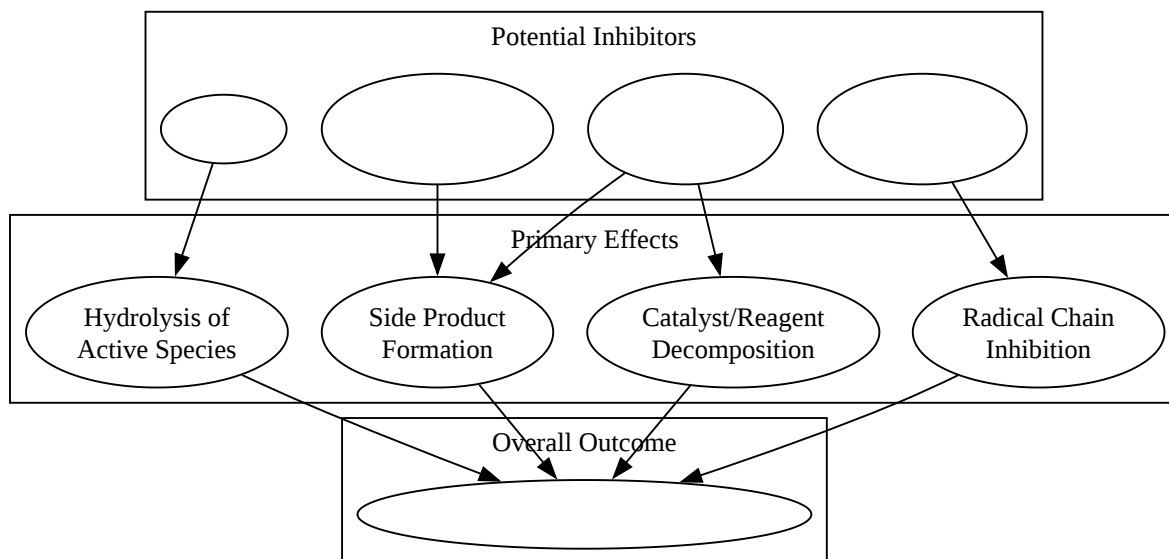 Potential Inhibitors
Primary Effects
Hydrolysis of
Active Species
Side Product
Formation
Catalyst/Reagent
Decomposition
Radical Chain
Inhibition
Overall Outcome